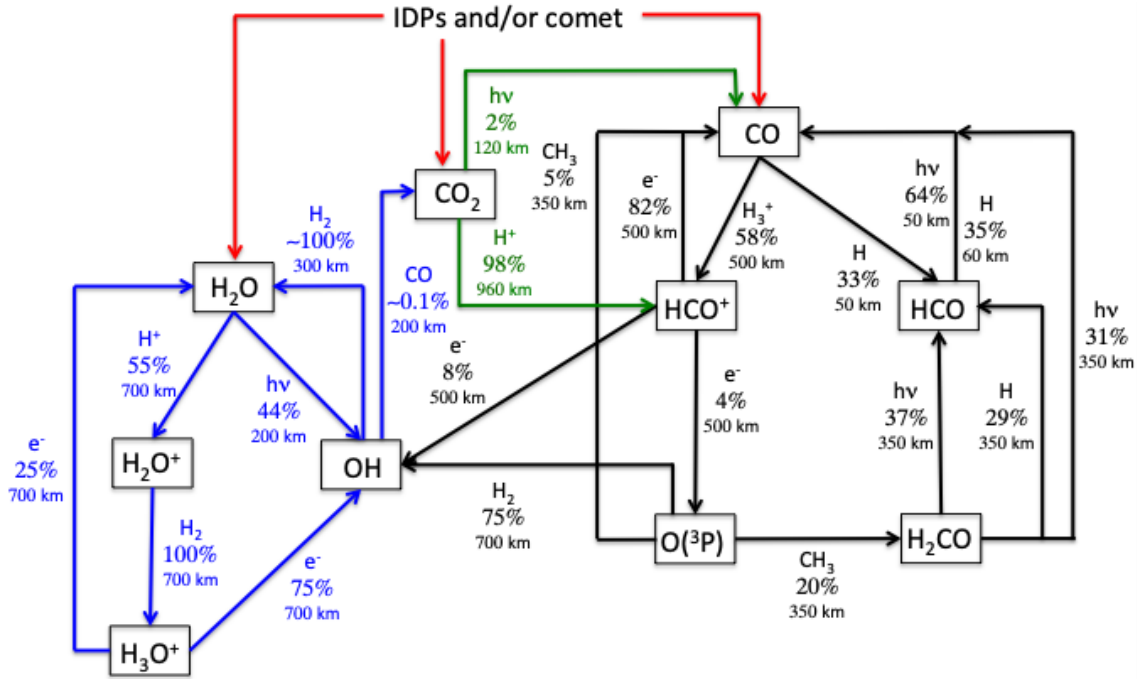 IDPs and/or comet
hν
2%
120 km
CO
CH₃
5%
350 km
e⁻
82%
500 km
H₃⁺
58%
500 km
hν
64%
50 km
H
35%
60 km
CO₂
H₂
~100%
300 km
H⁺
98%
960 km
H
33%
50 km
CO
~0.1%
200 km
H₂O
HCO⁺
HCO
hν
31%
350 km
H⁺
55%
700 km
hν
44%
200 km
e⁻
8%
500 km
e⁻
4%
500 km
hν
37%
350 km
H
29%
350 km
e⁻
25%
700 km
H₂O⁺
OH
H₂
75%
700 km
H₂
100%
700 km
O(³P)
H₂CO
e⁻
75%
700 km
CH₃
20%
350 km
H₃O⁺